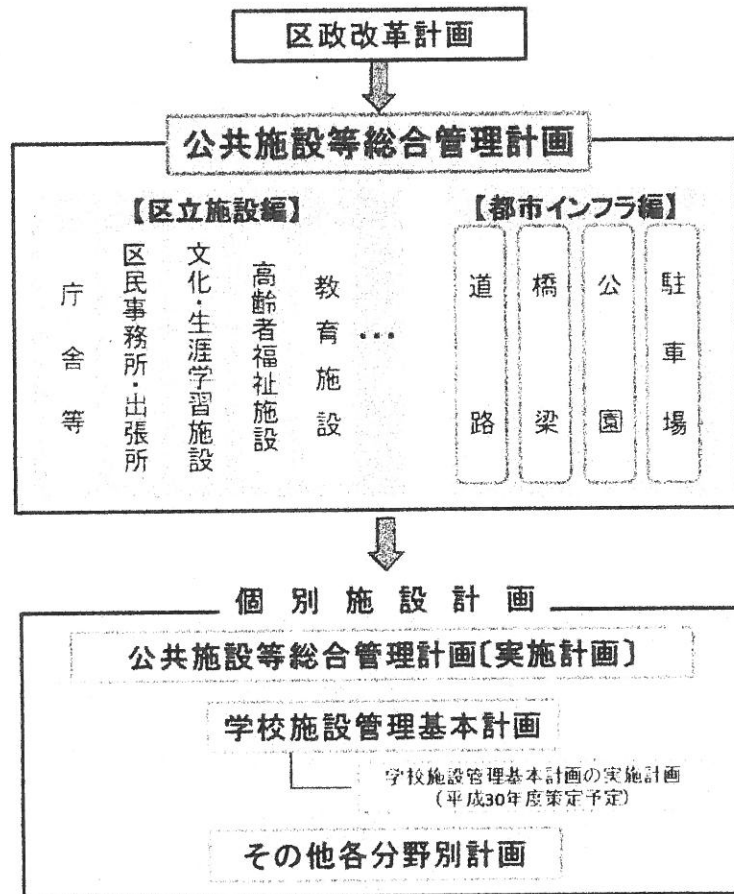 区政改革計画
公共施設等総合管理計画
【区立施設編】
庁舎等
区民事務所・出張所
文化・生涯学習施設
高齢者福祉施設
教育施設
…
【都市インフラ編】
道路
橋梁
公園
駐車場
個別施設計画
公共施設等総合管理計画〔実施計画〕
学校施設管理基本計画
学校施設管理基本計画の実施計画
（平成30年度策定予定）
その他各分野別計画